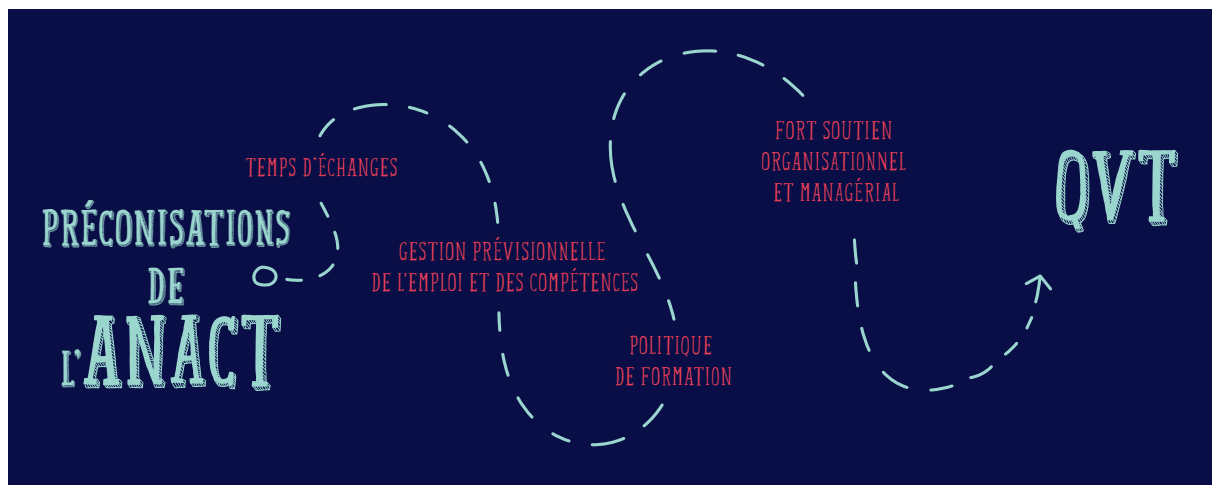 PRÉCONISATIONS
DE
L'ANACT
TEMPS D'ÉCHANGES
GESTION PRÉVISIONNELLE
DE L'EMPLOI ET DES COMPÉTENCES
POLITIQUE
DE FORMATION
FORT SOUTIEN
ORGANISATIONNEL
ET MANAGÉRIAL
QVT